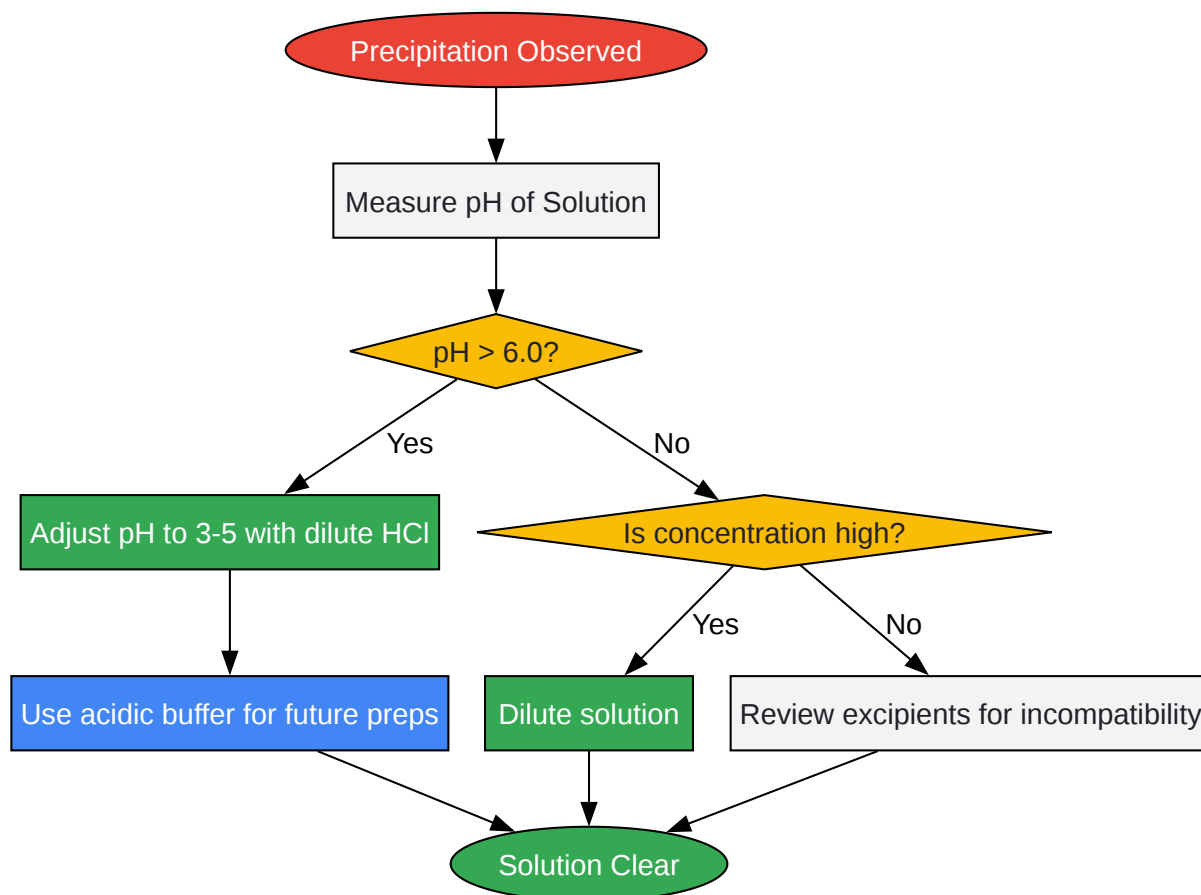 Precipitation Observed
Measure pH of Solution
pH > 6.0?
Yes
No
Adjust pH to 3-5 with dilute HCl
Is concentration high?
Yes
No
Use acidic buffer for future preps
Dilute solution
Review excipients for incompatibility
Solution Clear